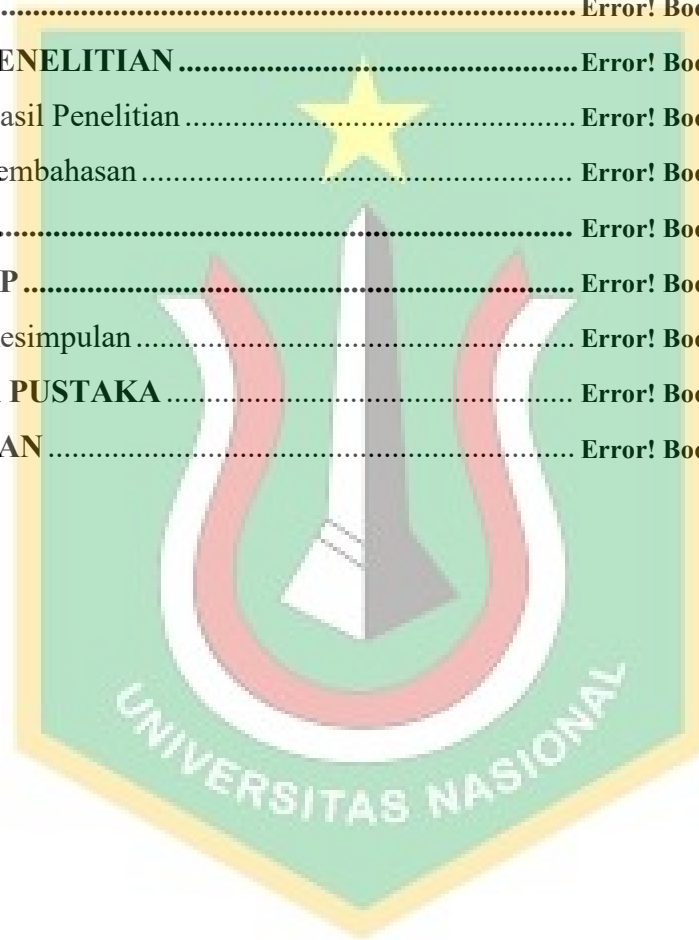 ........ Error! Boo
ENELITIAN ........ Error! Boo
asil Penelitian ........ Error! Boo
embahasan ........ Error! Boo
........ Error! Boo
P ........ Error! Boo
esimpulan ........ Error! Boo
PUSTAKA ........ Error! Boo
AN ........ Error! Boo
UNIVERSITAS NASIONAL